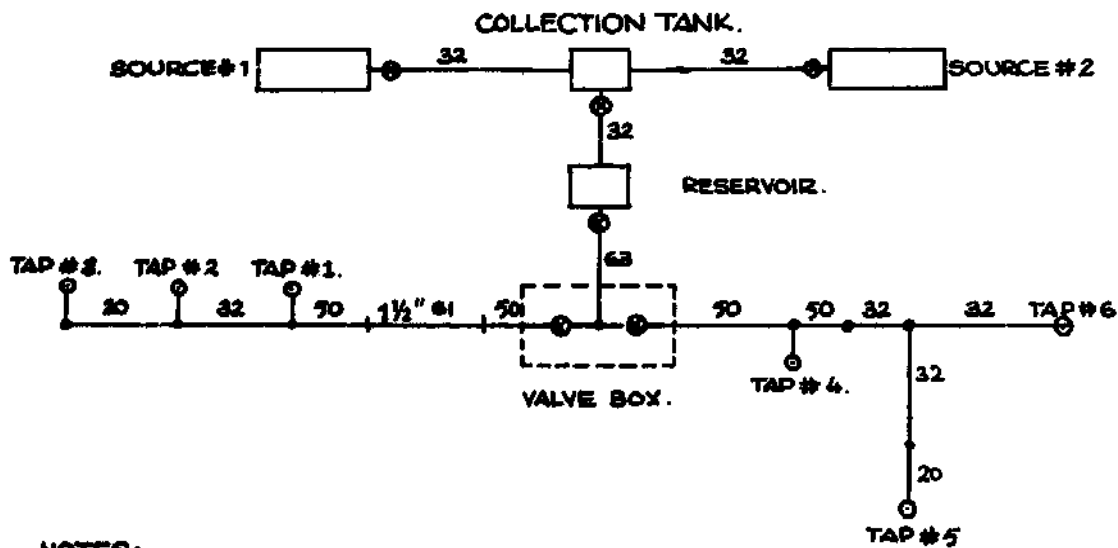 COLLECTION TANK.
SOURCE #1
32
32
SOURCE #2
32
RESERVOIR.
63
TAP #3.
TAP #2
TAP #1.
20
32
50
1½" GI
50
50
50
32
32
TAP #6
TAP #4.
VALVE BOX.
32
20
TAP #5